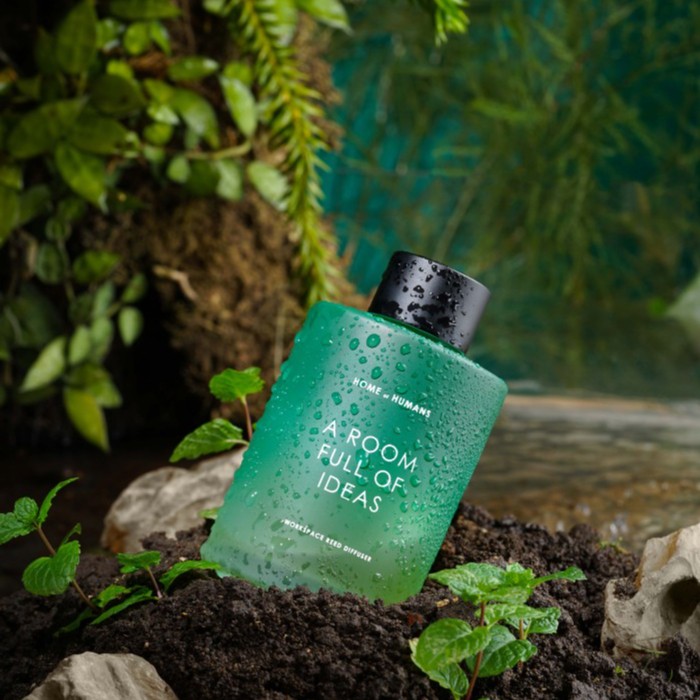 HOME of HUMANS
A ROOM
FULL OF
IDEAS
WORKSPACE REED DIFFUSER